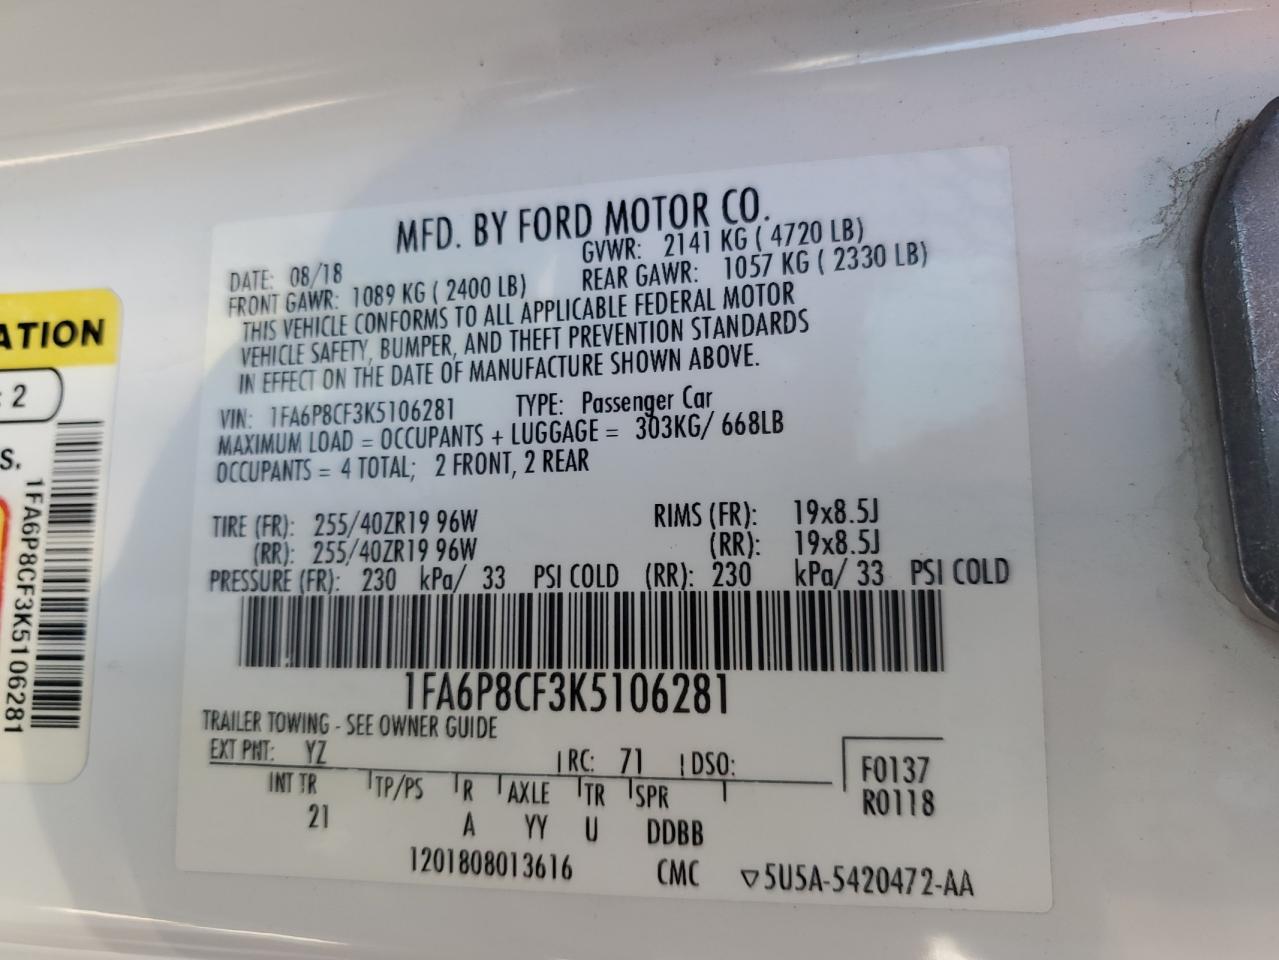 MFD. BY FORD MOTOR CO.
DATE: 08/18 GVWR: 2141 KG ( 4720 LB)
FRONT GAWR: 1089 KG ( 2400 LB) REAR GAWR: 1057 KG ( 2330 LB)
THIS VEHICLE CONFORMS TO ALL APPLICABLE FEDERAL MOTOR
VEHICLE SAFETY, BUMPER, AND THEFT PREVENTION STANDARDS
IN EFFECT ON THE DATE OF MANUFACTURE SHOWN ABOVE.
VIN: 1FA6P8CF3K5106281 TYPE: Passenger Car
MAXIMUM LOAD = OCCUPANTS + LUGGAGE = 303KG/ 668LB
OCCUPANTS = 4 TOTAL; 2 FRONT, 2 REAR
TIRE (FR): 255/40ZR19 96W RIMS (FR): 19x8.5J
(RR): 255/40ZR19 96W (RR): 19x8.5J
PRESSURE (FR): 230 kPa/ 33 PSI COLD (RR): 230 kPa/ 33 PSI COLD
1FA6P8CF3K5106281
TRAILER TOWING - SEE OWNER GUIDE
EXT PNT: YZ RC: 71 DSO: F0137
INT TR TP/PS R AXLE TR SPR R0118
21 A YY U DDBB
1201808013616 CMC ▽5U5A-5420472-AA
ATION
: 2
S.
1FA6P8CF3K5106281